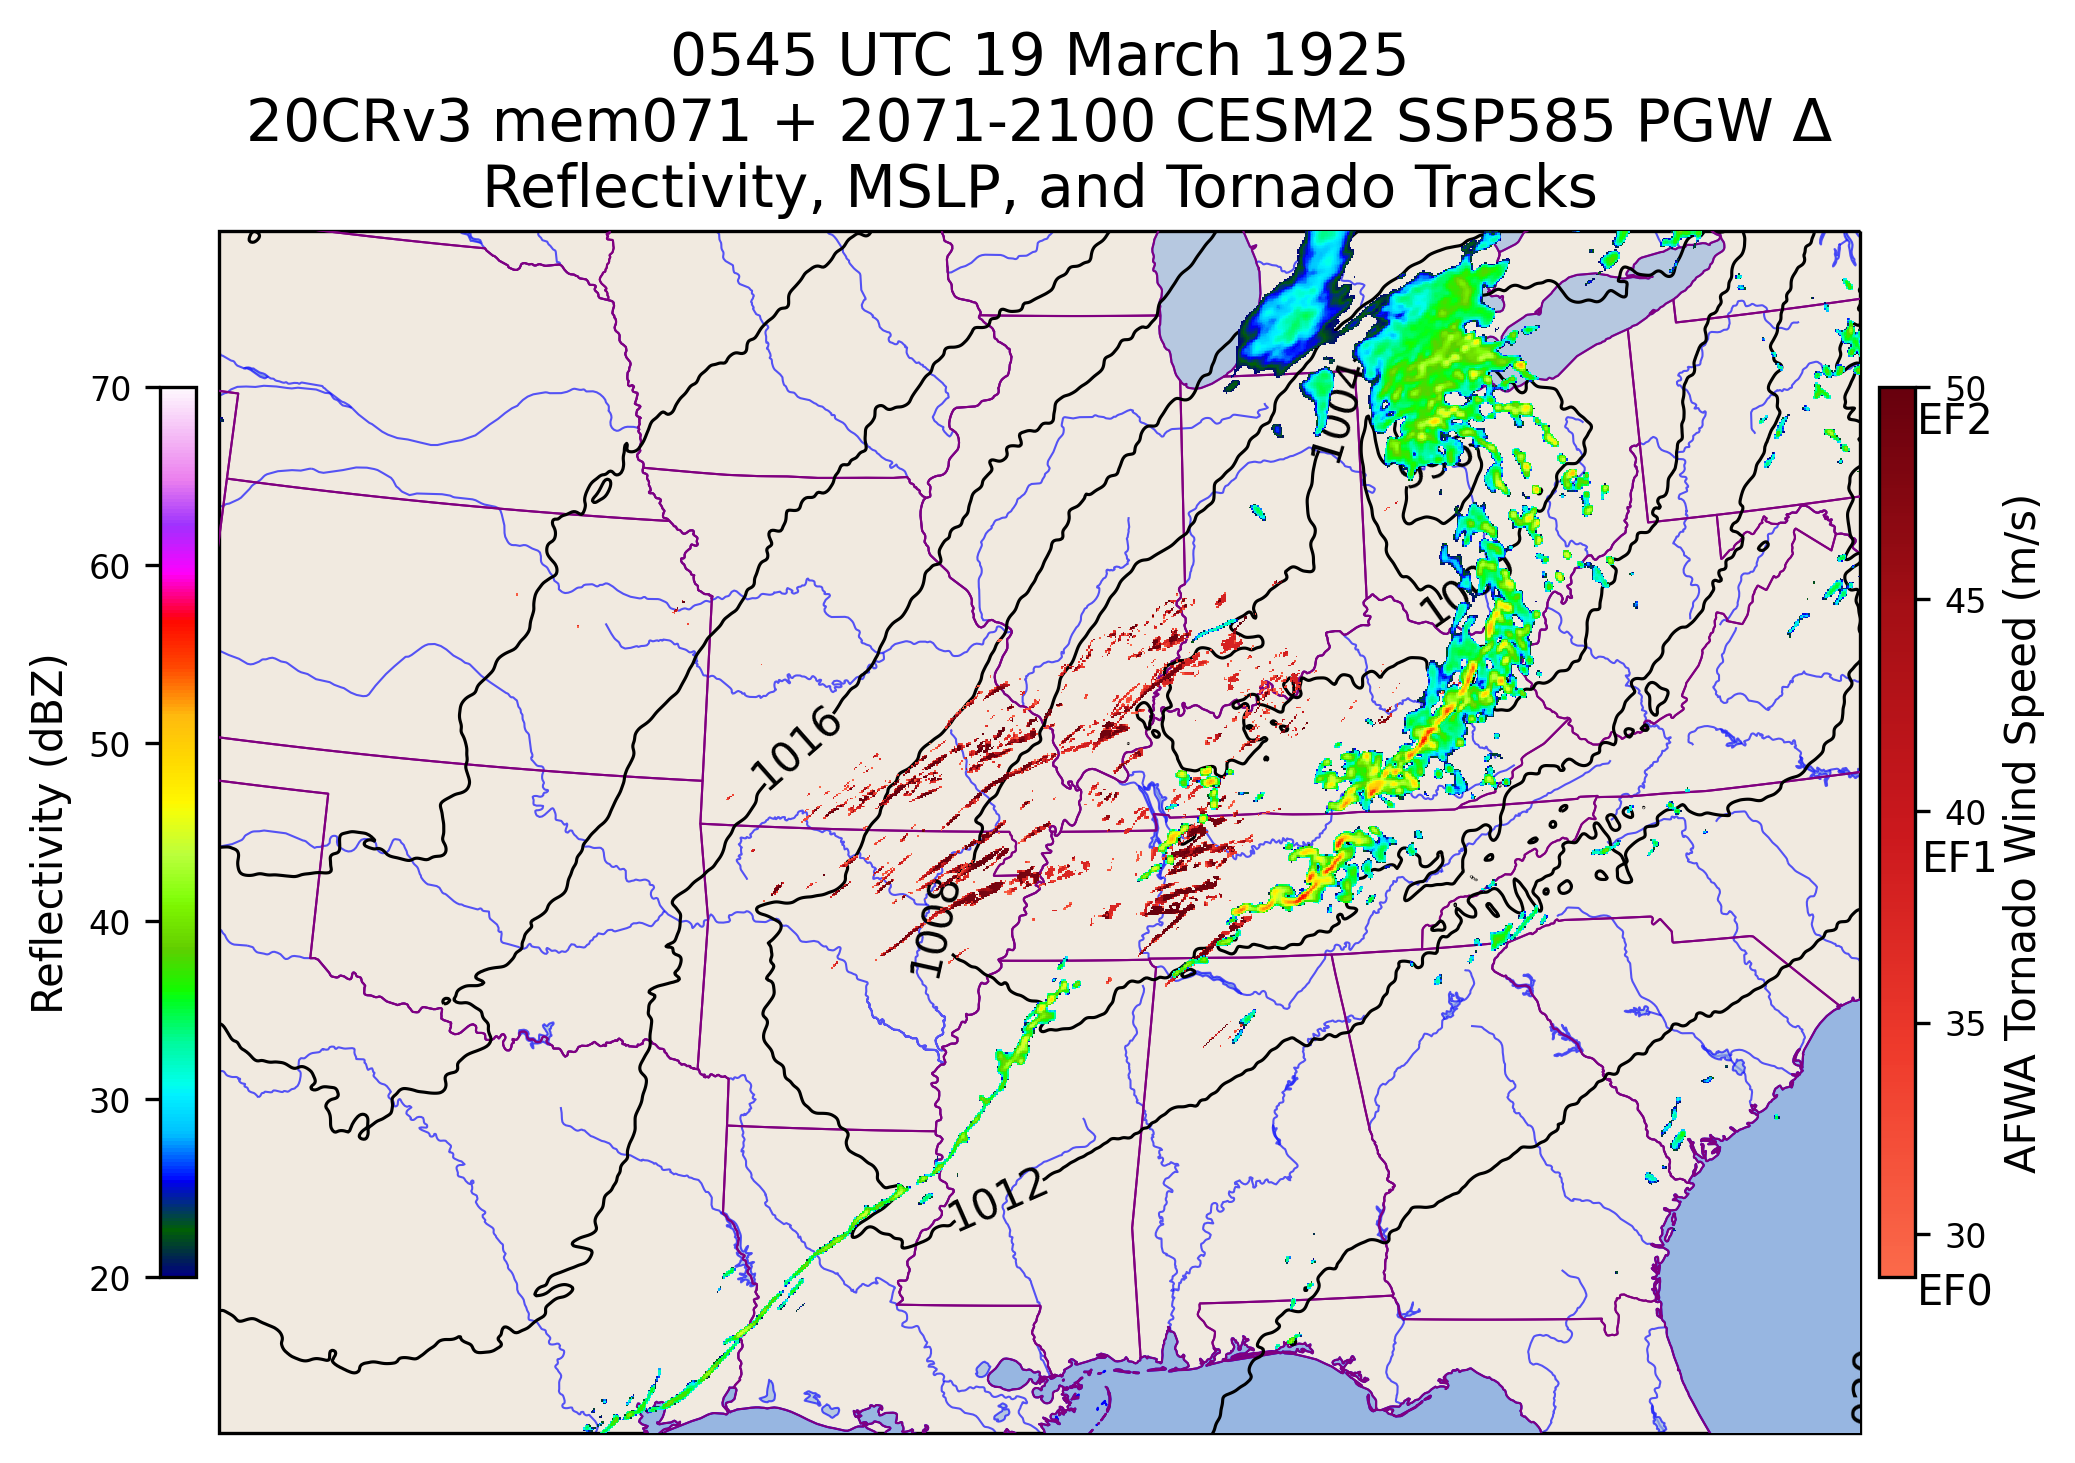 0545 UTC 19 March 1925
20CRv3 mem071 + 2071-2100 CESM2 SSP585 PGW Δ
Reflectivity, MSLP, and Tornado Tracks
70
60
50
40
30
20
Reflectivity (dBZ)
1004
1016
1008
1012
50
EF2
45
40
EF1
35
30
EF0
AFWA Tornado Wind Speed (m/s)